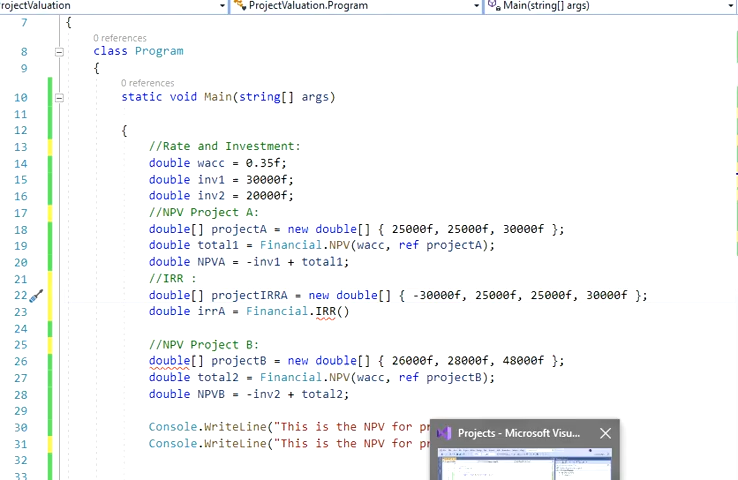 rojectValuation ProjectValuation.Program Main(string[] args)
7 {
0 references
8 class Program
9 {
0 references
10 static void Main(string[] args)
11
12 {
13 //Rate and Investment:
14 double wacc = 0.35f;
15 double inv1 = 30000f;
16 double inv2 = 20000f;
17 //NPV Project A:
18 double[] projectA = new double[] { 25000f, 25000f, 30000f };
19 double total1 = Financial.NPV(wacc, ref projectA);
20 double NPVA = -inv1 + total1;
21 //IRR :
22 double[] projectIRRA = new double[] { -30000f, 25000f, 25000f, 30000f };
23 double irrA = Financial.IRR()
24
25 //NPV Project B:
26 double[] projectB = new double[] { 26000f, 28000f, 48000f };
27 double total2 = Financial.NPV(wacc, ref projectB);
28 double NPVB = -inv2 + total2;
29
30 Console.WriteLine("This is the NPV for pr
31 Console.WriteLine("This is the NPV for pr
Projects - Microsoft Visu...
32
33